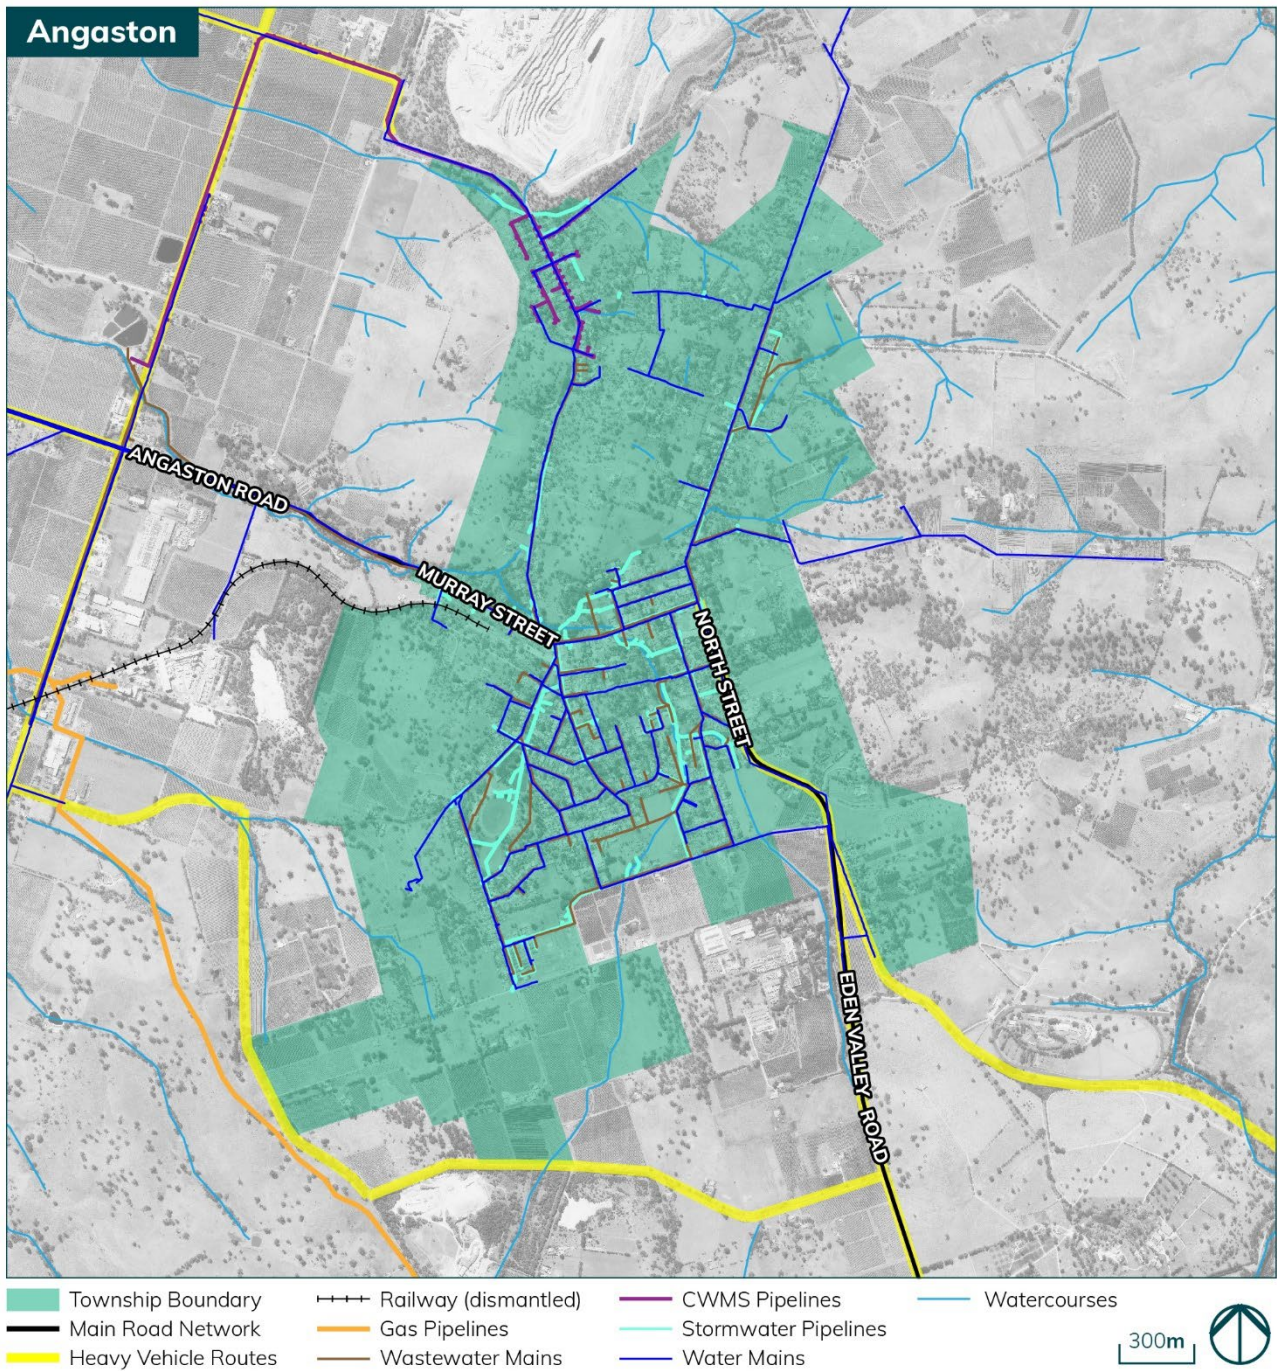 Angaston
ANGASTON ROAD
MURRAY STREET
NORTH STREET
EDEN VALLEY ROAD
Township Boundary
Main Road Network
Heavy Vehicle Routes
Railway (dismantled)
Gas Pipelines
Wastewater Mains
CWMS Pipelines
Stormwater Pipelines
Water Mains
Watercourses
300m